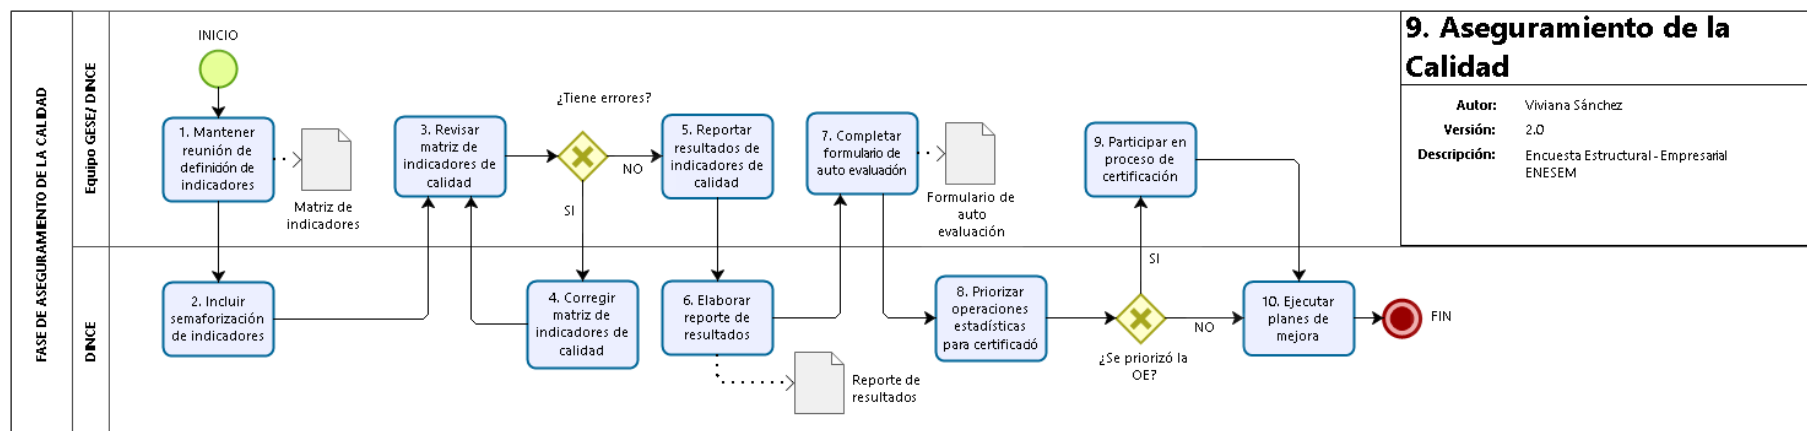 FASE DE ASEGURAMIENTO DE LA CALIDAD
Equipo GESE/ DINCE
DINCE
INICIO
1. Mantener
reunión de
definición de
indicadores
Matriz de
indicadores
2. Incluir
semaforización
de indicadores
3. Revisar
matriz de
indicadores de
calidad
¿Tiene errores?
NO
SI
4. Corregir
matriz de
indicadores de
calidad
5. Reportar
resultados de
indicadores de
calidad
6. Elaborar
reporte de
resultados
Reporte de
resultados
7. Completar
formulario de
auto evaluación
Formulario de
auto
evaluación
8. Priorizar
operaciones
estadísticas
para certificació
¿Se priorizó la
OE?
SI
NO
9. Participar en
proceso de
certificación
10. Ejecutar
planes de
mejora
FIN
9. Aseguramiento de la
Calidad
Autor: Viviana Sánchez
Versión: 2.0
Descripción: Encuesta Estructural - Empresarial
ENESEM